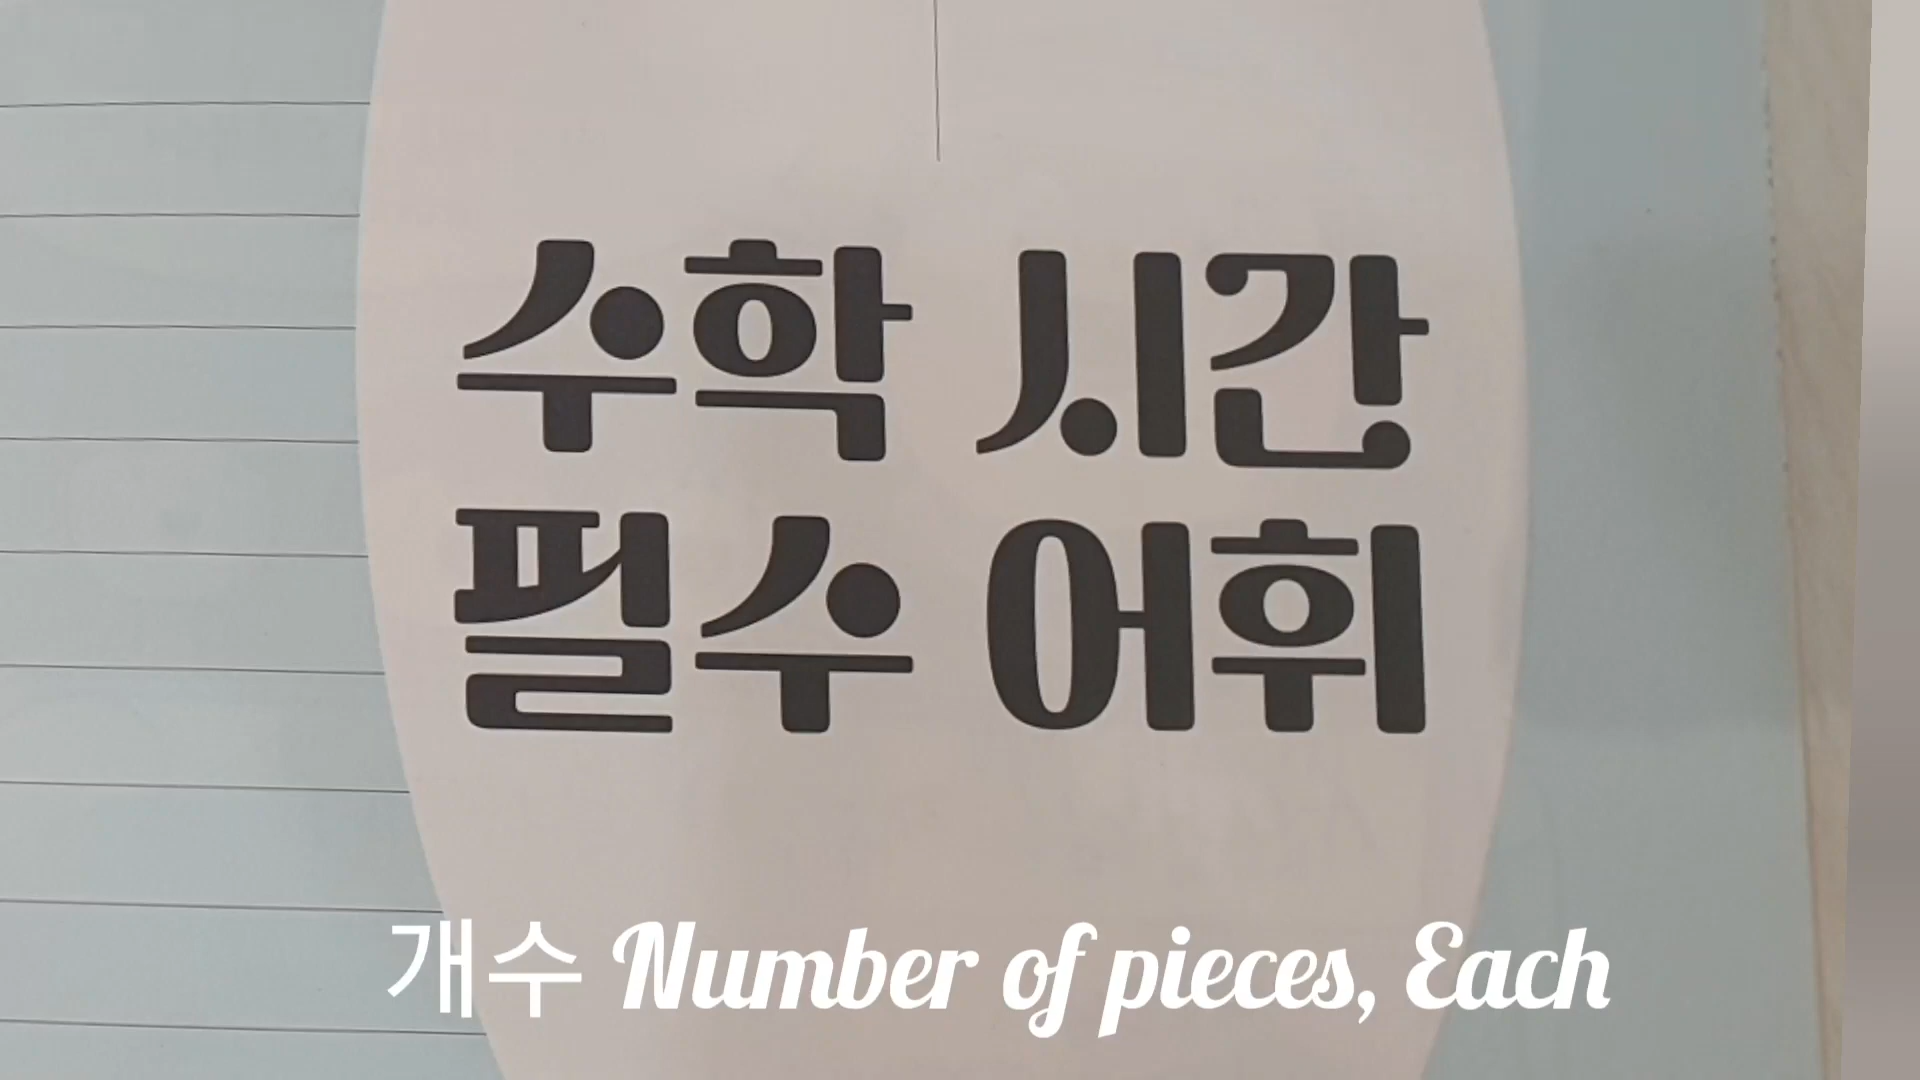 수학 시간
필수 어휘
개수 Number of pieces, Each